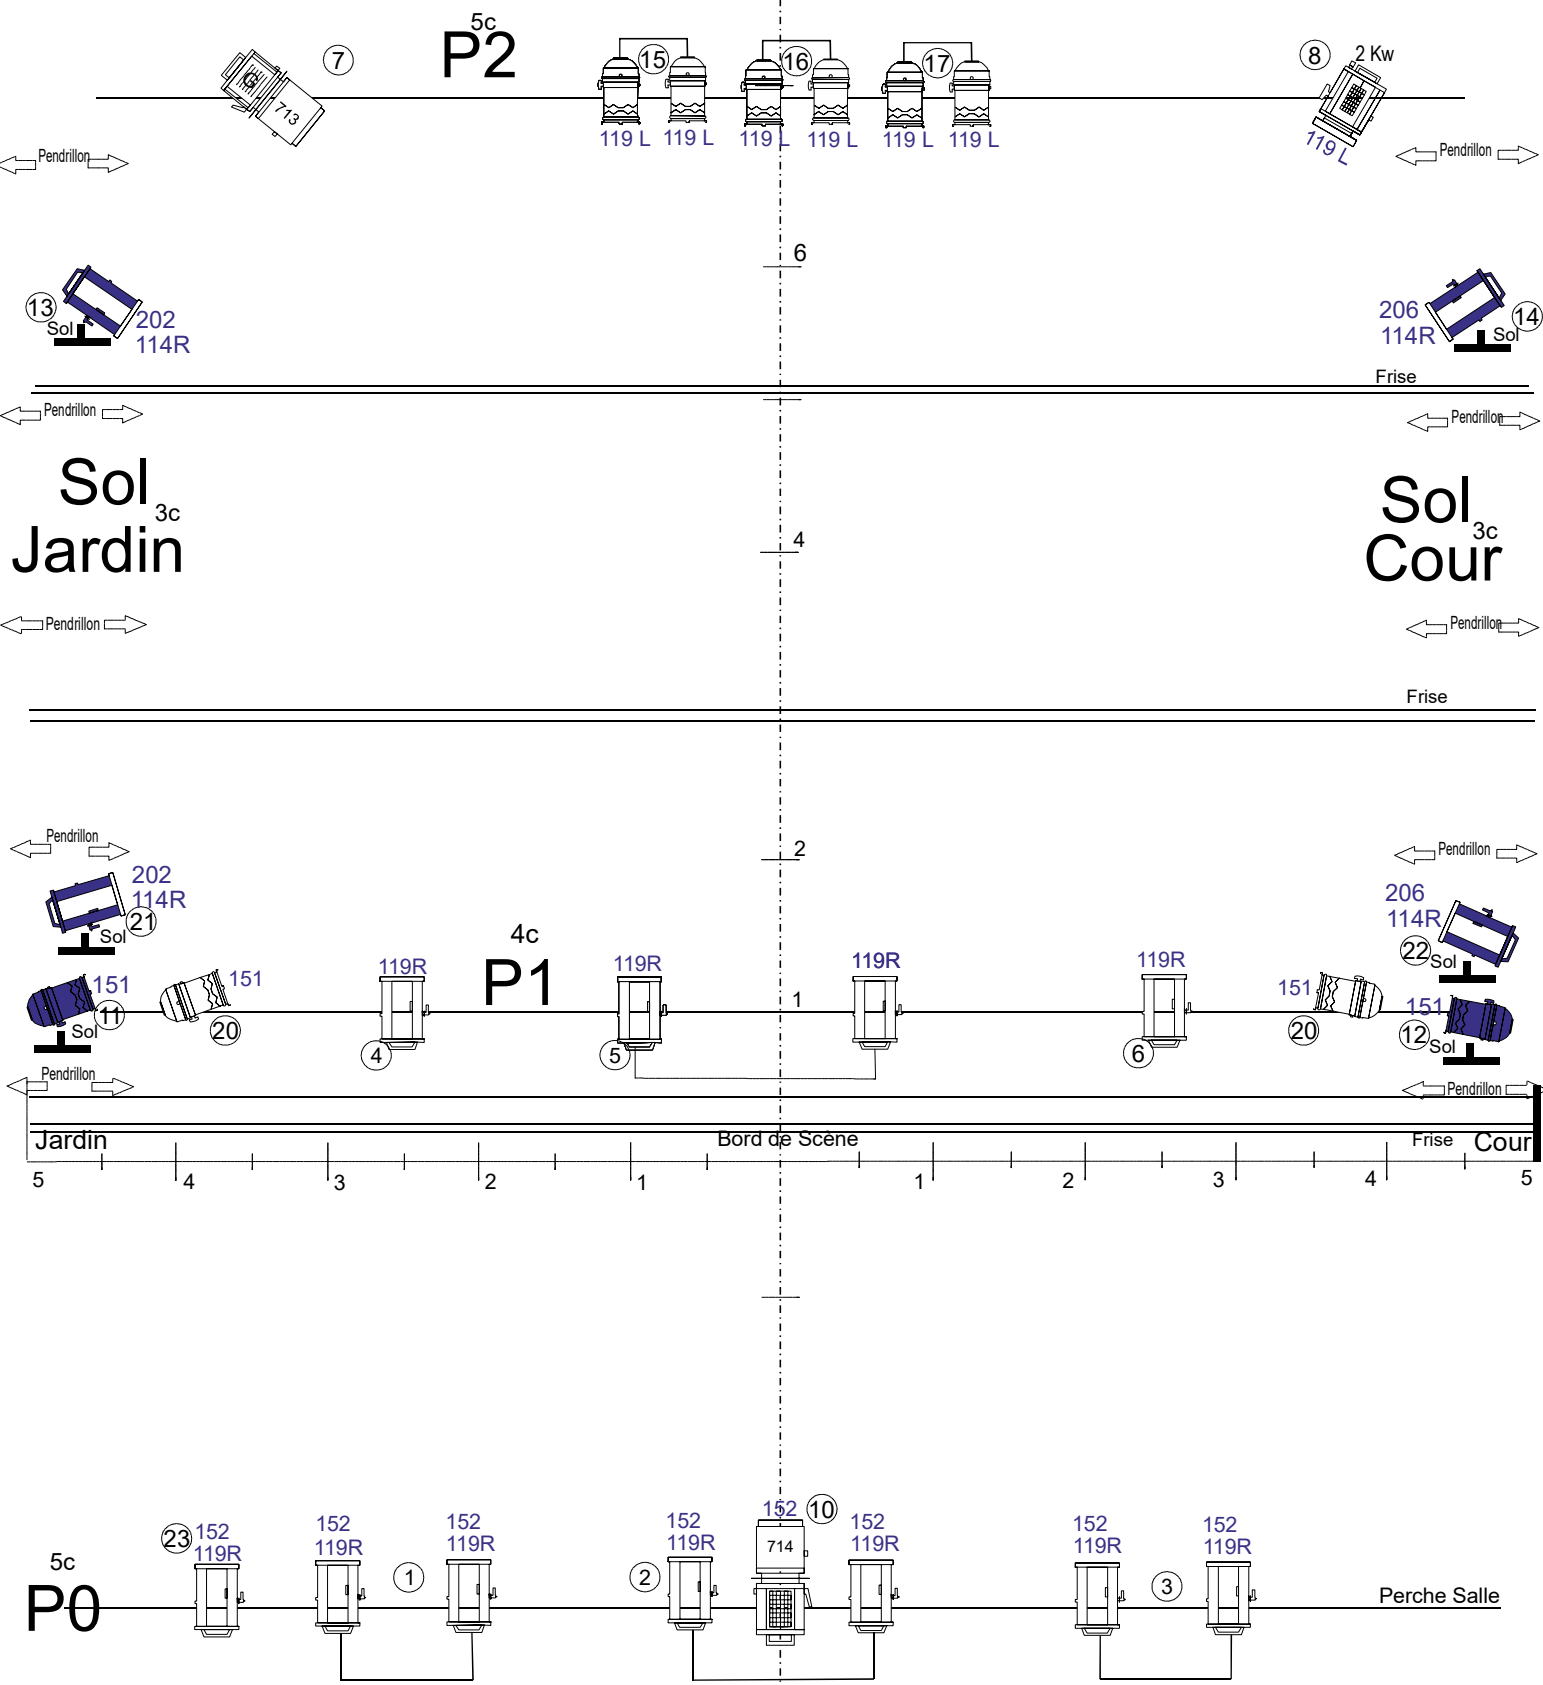 5c
P2
7
15
16
17
8
2 Kw
G
713
119 L
119 L
119 L
119 L
119 L
119 L
119 L
Pendrillon
Pendrillon
6
13
Sol
202
114R
206
114R
14
Sol
Frise
Pendrillon
Pendrillon
Sol
3c
Jardin
Sol
3c
Cour
4
Pendrillon
Pendrillon
Frise
2
Pendrillon
Pendrillon
202
114R
21
Sol
206
114R
22
Sol
4c
P1
151
11
Sol
151
20
119R
4
119R
5
1
119R
119R
6
151
20
151
12
Sol
Pendrillon
Pendrillon
Jardin
Bord de Scène
Frise
Cour
5
4
3
2
1
1
2
3
4
5
5c
P0
23
152
119R
152
119R
1
152
119R
2
152
119R
152
10
714
152
119R
152
119R
3
152
119R
Perche Salle